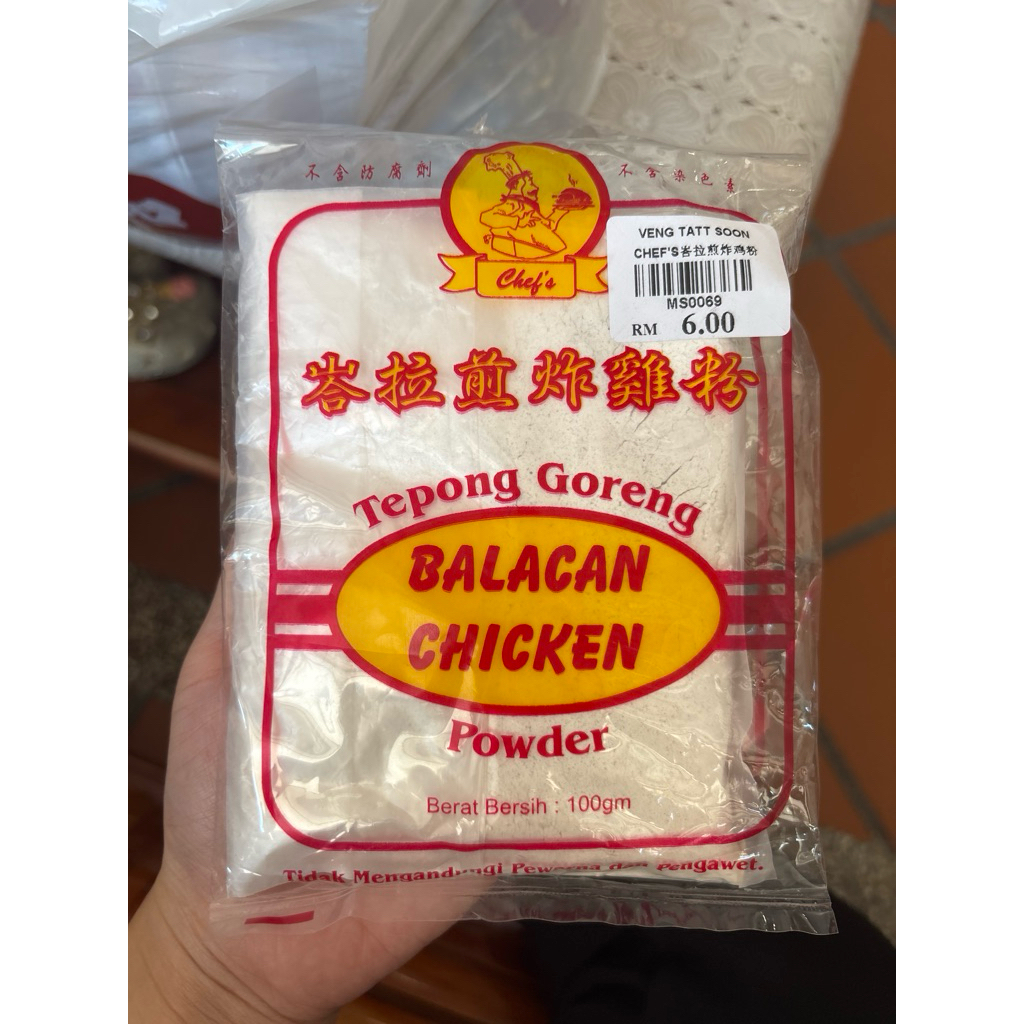 不含防腐劑
不含染色素
Chef's
VENG TATT SOON
CHEF'S峇拉煎炸鸡粉
MS0069
RM 6.00
峇拉煎炸雞粉
Tepong Goreng
BALACAN
CHICKEN
Powder
Berat Bersih : 100gm
Tidak Mengandungi Pewarna dan Pengawet.